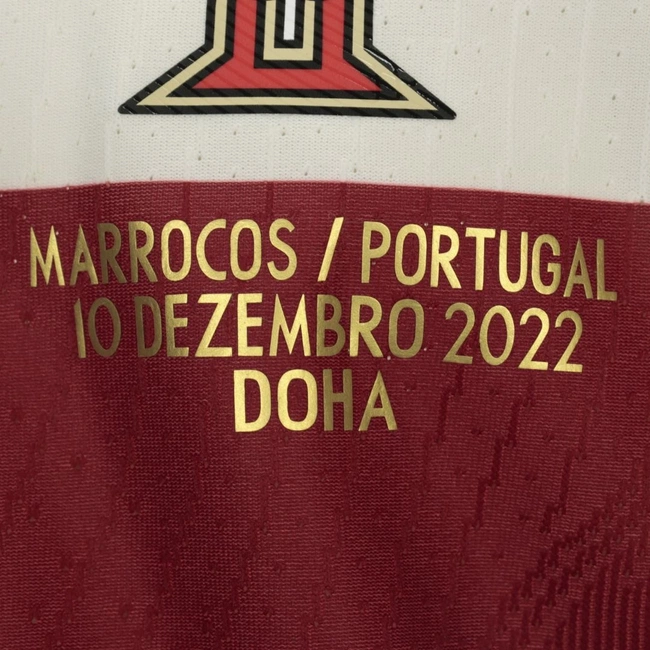 MARROCOS / PORTUGAL
10 DEZEMBRO 2022
DOHA